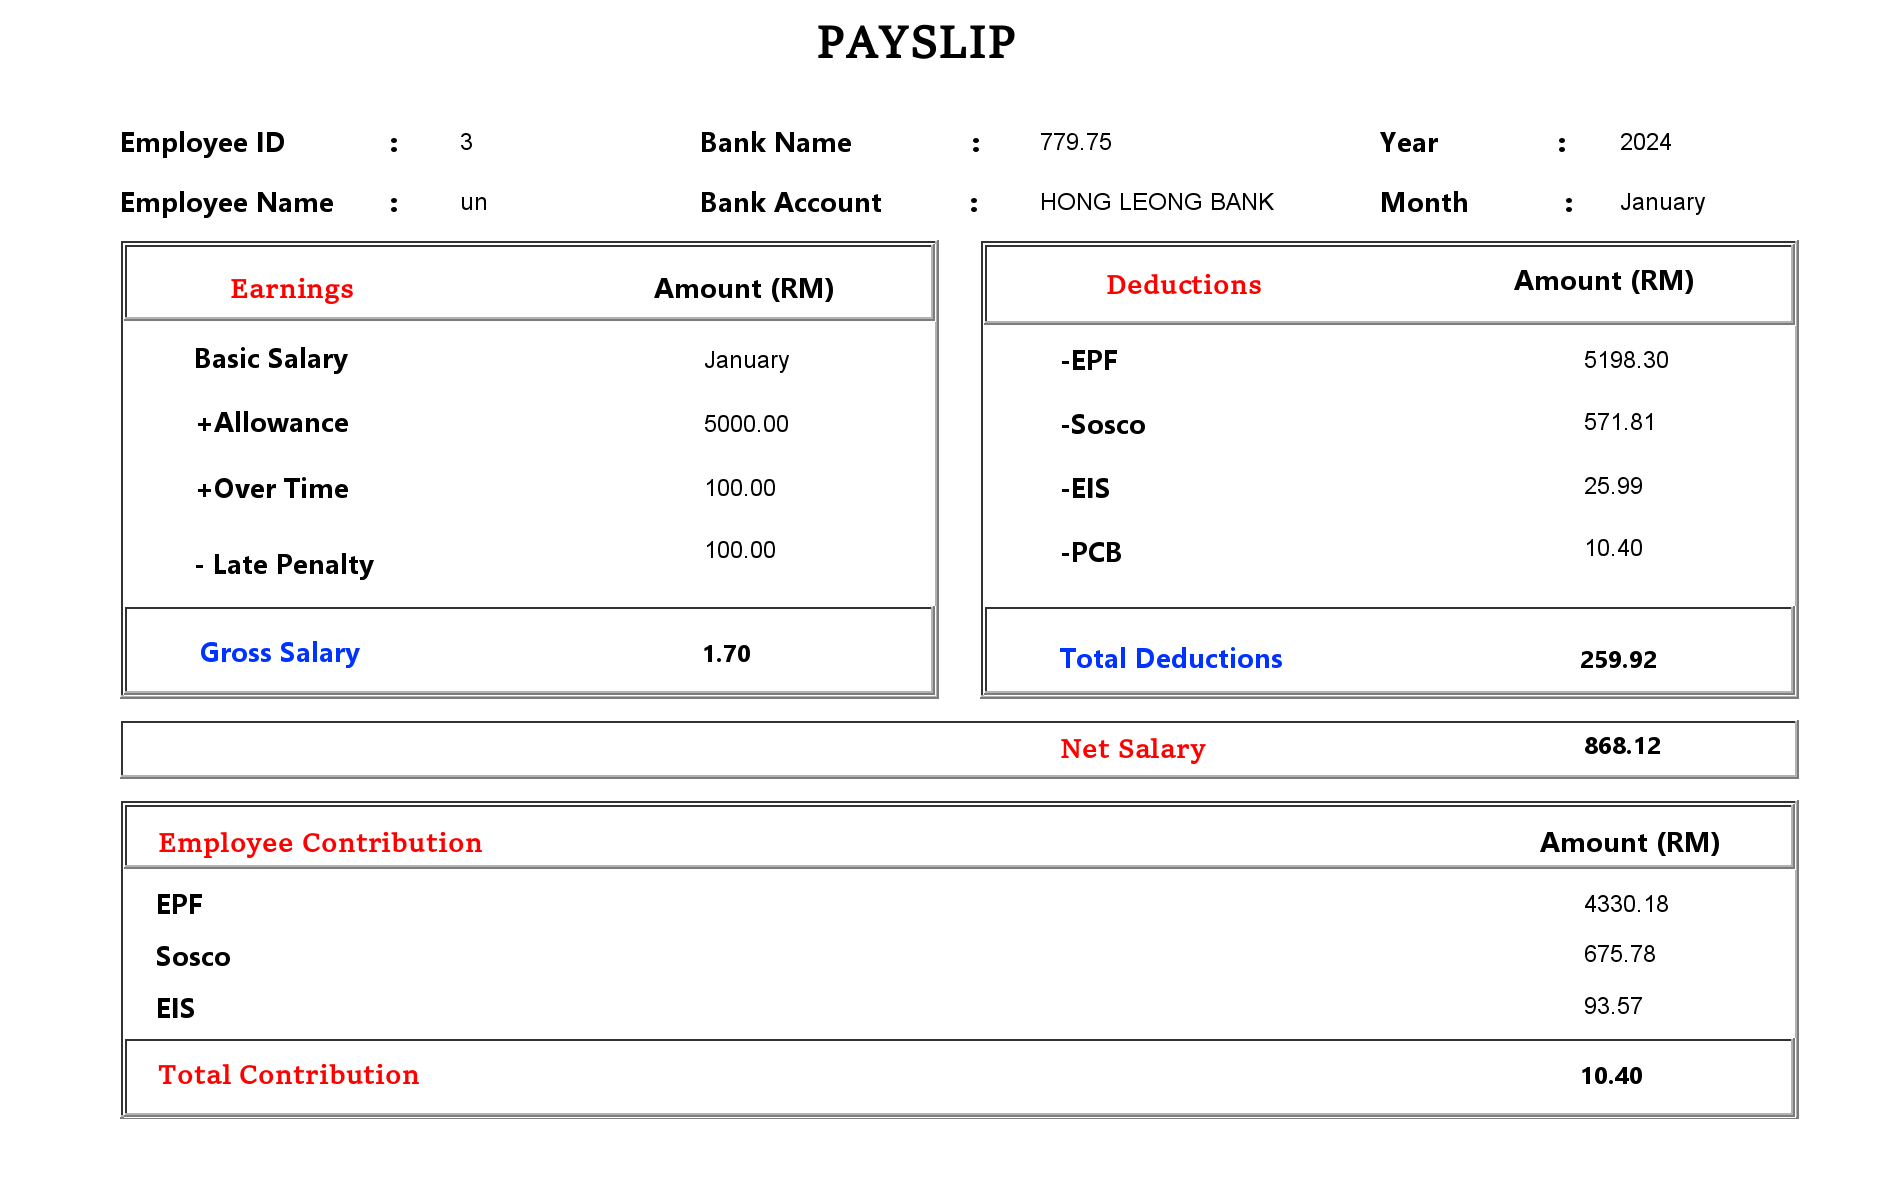 PAYSLIP
Employee ID : 3 Bank Name : 779.75 Year : 2024
Employee Name : un Bank Account : HONG LEONG BANK Month : January
Earnings Amount (RM)
Basic Salary January
+Allowance 5000.00
+Over Time 100.00
- Late Penalty 100.00
Gross Salary 1.70
Deductions Amount (RM)
-EPF 5198.30
-Sosco 571.81
-EIS 25.99
-PCB 10.40
Total Deductions 259.92
Net Salary 868.12
Employee Contribution Amount (RM)
EPF 4330.18
Sosco 675.78
EIS 93.57
Total Contribution 10.40